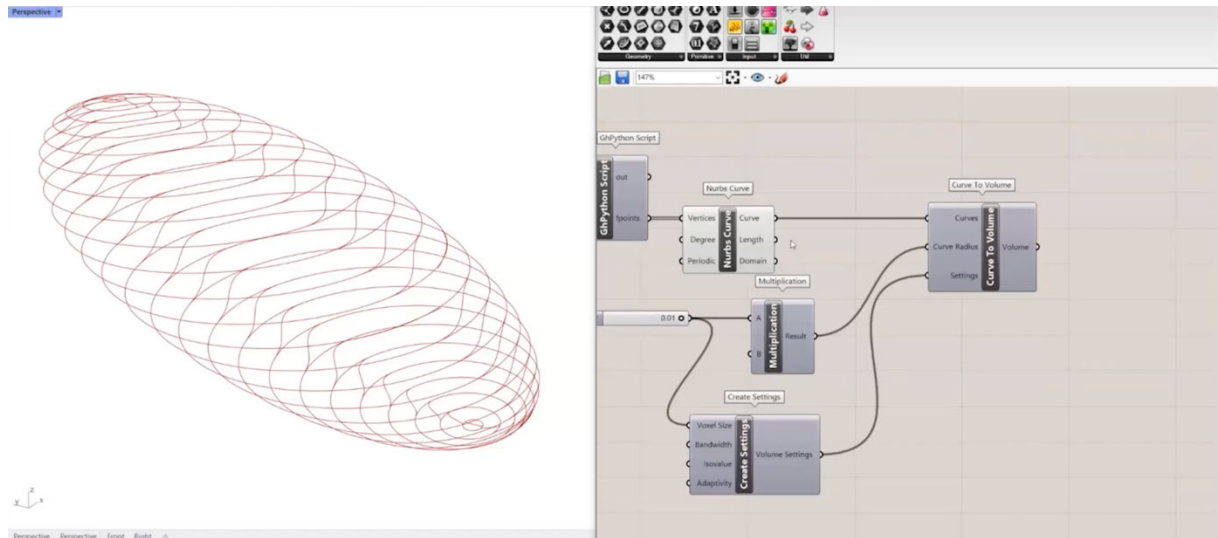 Perspective
Geometry
Primitive
Input
Util
147%
GhPython Script
GhPython Script
out
fpoints
Nurbs Curve
Vertices
Degree
Periodic
Nurbs Curve
Curve
Length
Domain
Curve To Volume
Curves
Curve Radius
Settings
Curve To Volume
Volume
Multiplication
0.01
A
B
Multiplication
Result
Create Settings
Voxel Size
Bandwidth
Isovalue
Adaptivity
Create Settings
Volume Settings
z
y x
Perspective Perspective Front Right